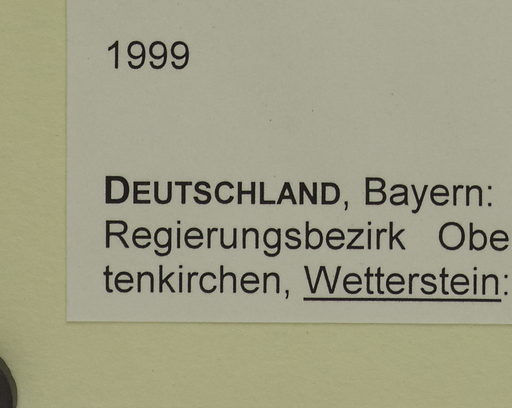 1999
DEUTSCHLAND, Bayern:
Regierungsbezirk Obe
tenkirchen, Wetterstein: